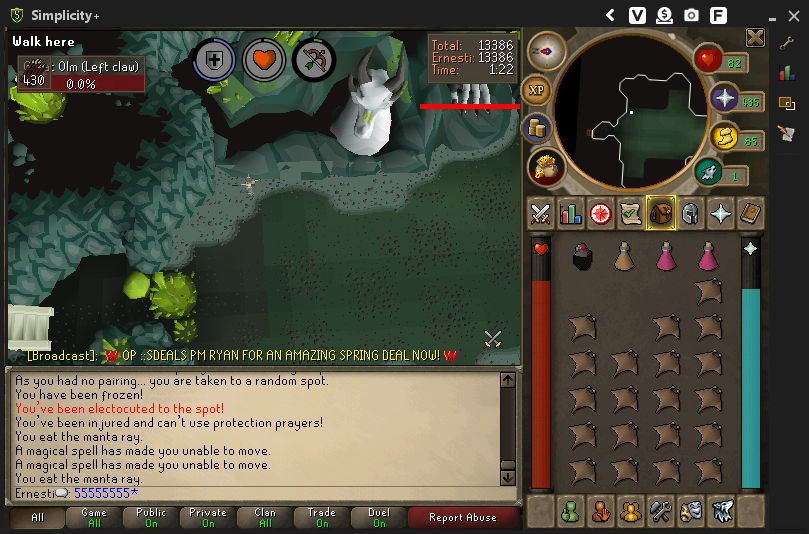 Simplicity+
V
F
Walk here
Olm (Left claw)
430
0.0%
Total: 13386
Ernesti: 13386
Time: 1:22
XP
82
436
85
1
[Broadcast]: OP ::SDEALS PM RYAN FOR AN AMAZING SPRING DEAL NOW!
As you had no pairing... you are taken to a random spot.
You have been frozen!
You've been electocuted to the spot!
You've been injured and can't use protection prayers!
You eat the manta ray.
A magical spell has made you unable to move.
A magical spell has made you unable to move.
You eat the manta ray.
Ernesti: 55555555*
All
Game
All
Public
On
Private
On
Clan
All
Trade
On
Duel
On
Report Abuse